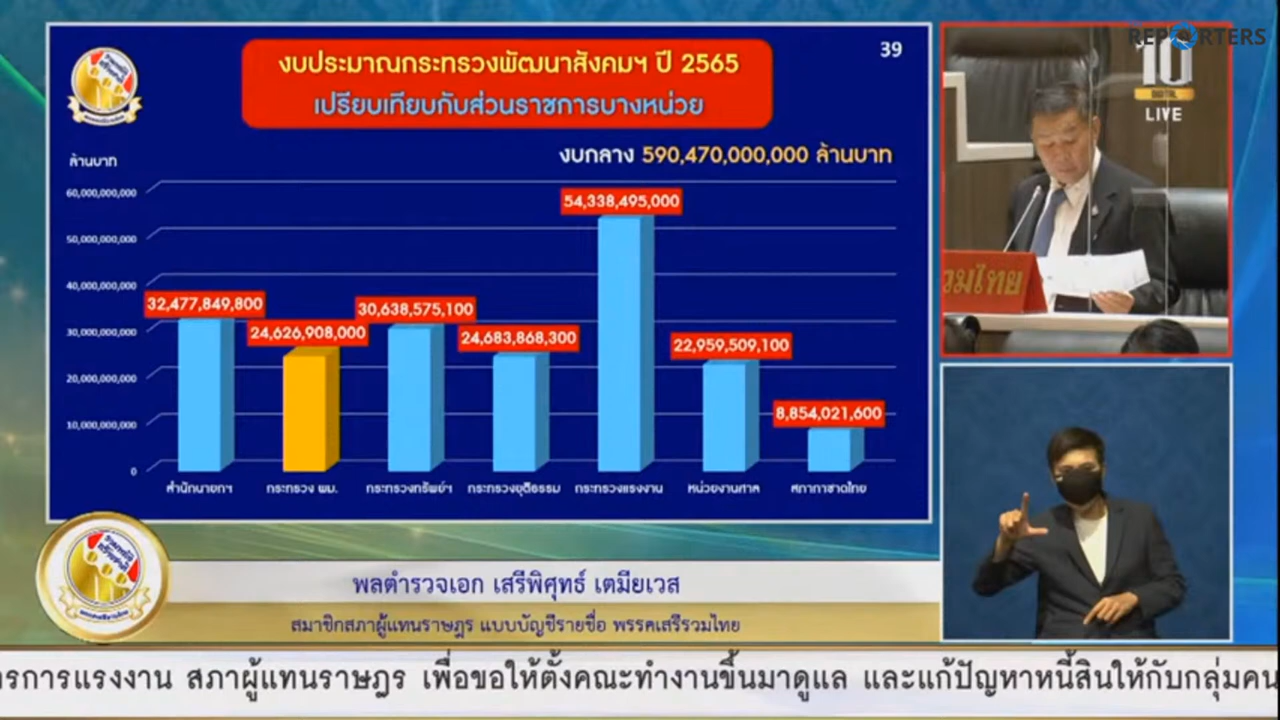 39
งบประมาณกระทรวงพัฒนาสังคมฯ ปี 2565
เปรียบเทียบกับส่วนราชการบางหน่วย
งบกลาง 590,470,000,000 ล้านบาท
ล้านบาท
60,000,000,000
50,000,000,000
40,000,000,000
30,000,000,000
20,000,000,000
10,000,000,000
0
32,477,849,800
24,626,908,000
30,638,575,100
24,683,868,300
54,338,495,000
22,959,509,100
8,854,021,600
สำนักนายกฯ
กระทรวง พม.
กระทรวงทรัพย์ฯ
กระทรวงยุติธรรม
กระทรวงแรงงาน
หน่วยงานศาล
สภากาชาดไทย
REPORTERS
10
DIGITAL
LIVE
วมไทย
พลตำรวจเอก เสรีพิศุทธ์ เตมียเวส
สมาชิกสภาผู้แทนราษฎร แบบบัญชีรายชื่อ พรรคเสรีรวมไทย
รการแรงงาน สภาผู้แทนราษฎร เพื่อขอให้ตั้งคณะทำงานขึ้นมาดูแล และแก้ปัญหาหนี้สินให้กับกลุ่มคน